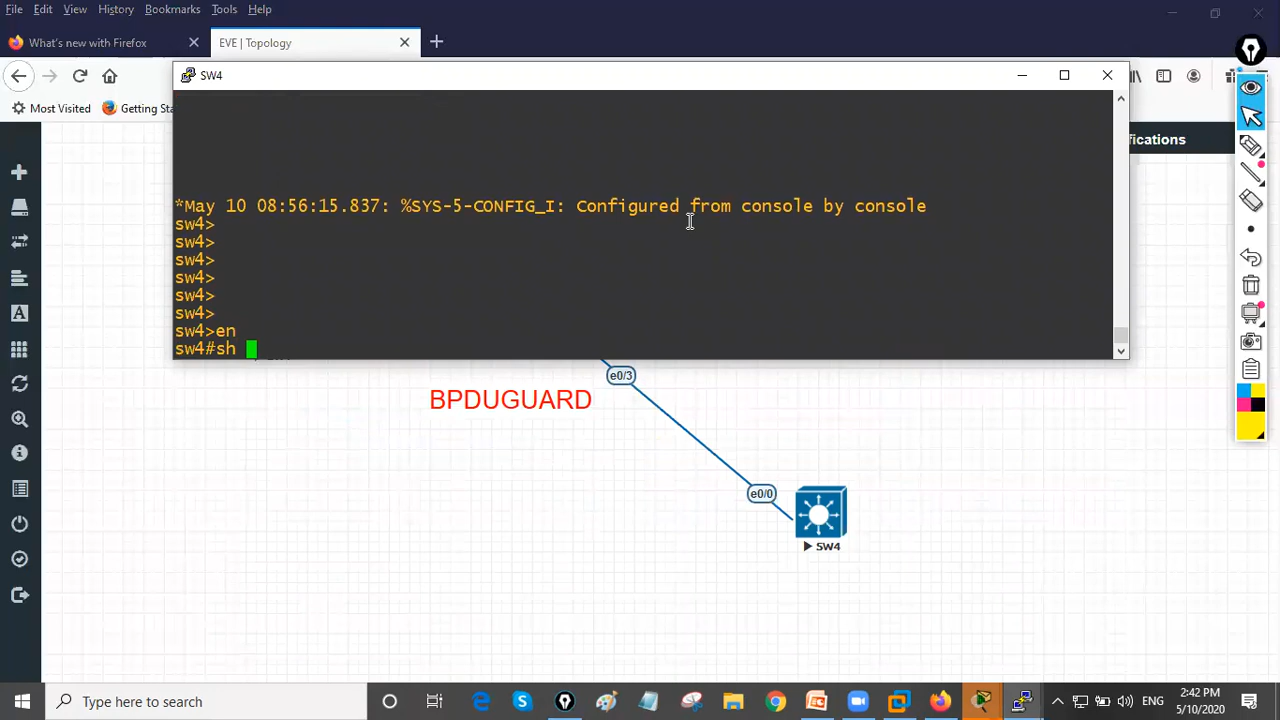 File Edit View History Bookmarks Tools Help
What's new with Firefox
EVE | Topology
Most Visited
Getting Sta
SW4
fications
*May 10 08:56:15.837: %SYS-5-CONFIG_I: Configured from console by console
sw4>
sw4>
sw4>
sw4>
sw4>
sw4>
sw4>en
sw4#sh
e0/3
BPDUGUARD
e0/0
SW4
Type here to search
ENG
2:42 PM
5/10/2020